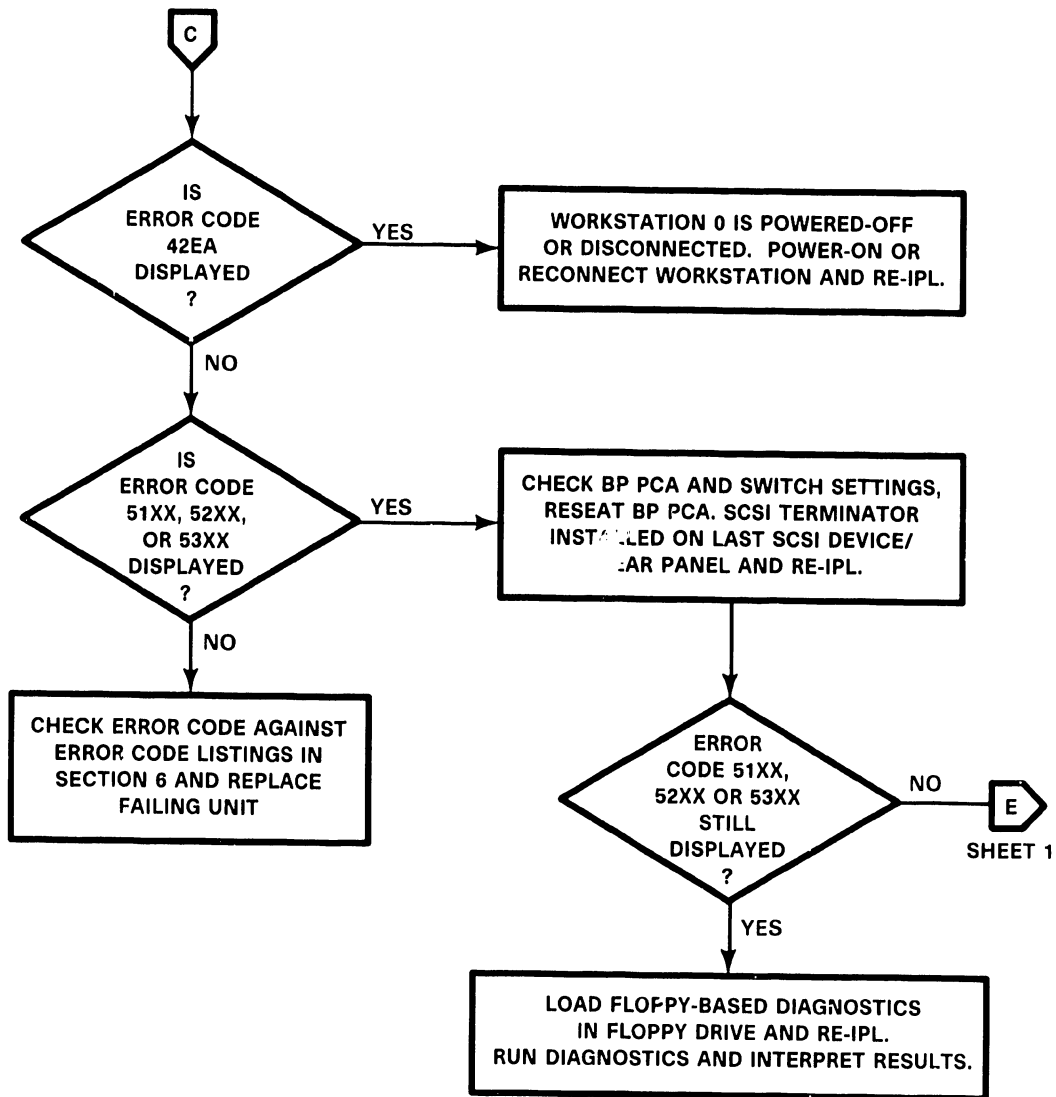 C
IS
ERROR CODE
42EA
DISPLAYED
?
YES
WORKSTATION 0 IS POWERED-OFF
OR DISCONNECTED. POWER-ON OR
RECONNECT WORKSTATION AND RE-IPL.
NO
IS
ERROR CODE
51XX, 52XX,
OR 53XX
DISPLAYED
?
YES
CHECK BP PCA AND SWITCH SETTINGS,
RESEAT BP PCA. SCSI TERMINATOR
ON LAST SCSI DEVICE/
PANEL AND RE-IPL.
NO
CHECK ERROR CODE AGAINST
ERROR CODE LISTINGS IN
SECTION 6 AND REPLACE
FAILING UNIT
ERROR
CODE 51XX,
52XX OR 53XX
STILL
DISPLAYED
?
NO
E
SHEET 1
YES
LOAD FLOPPY-BASED DIAGNOSTICS
IN FLOPPY DRIVE AND RE-IPL.
RUN DIAGNOSTICS AND INTERPRET RESULTS.